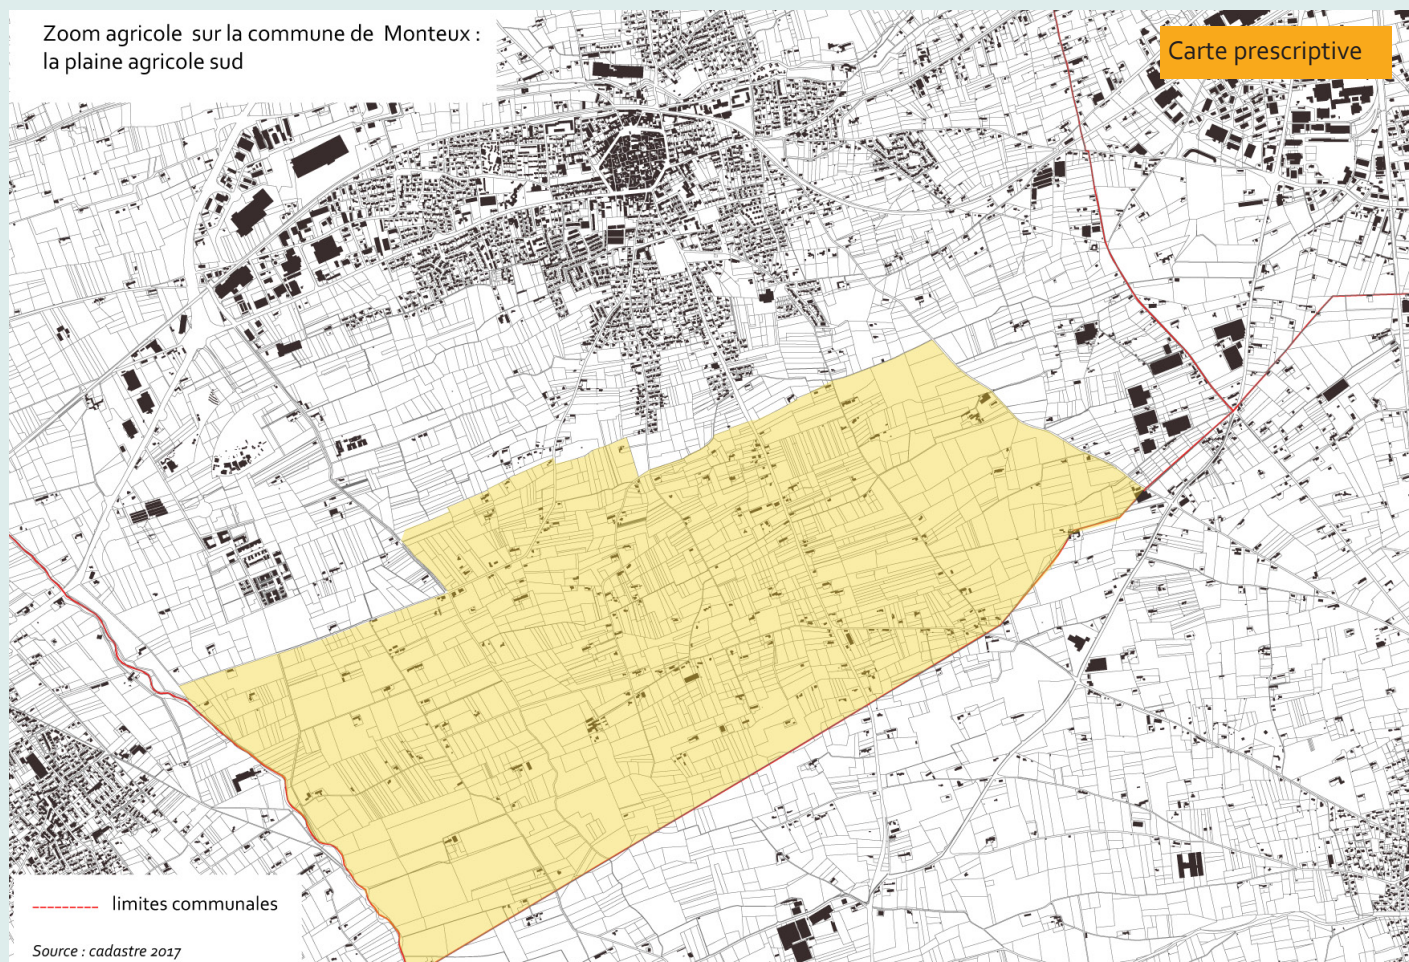 Zoom agricole sur la commune de Monteux :
la plaine agricole sud
Carte prescriptive
limites communales
Source : cadastre 2017